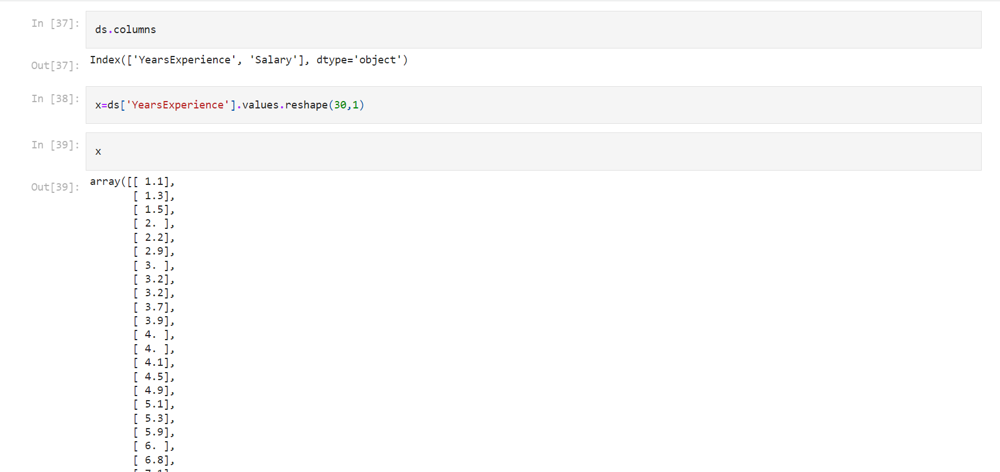 In [37]:
ds.columns
Out[37]:
Index(['YearsExperience', 'Salary'], dtype='object')
In [38]:
x=ds['YearsExperience'].values.reshape(30,1)
In [39]:
x
Out[39]:
array([[ 1.1],
[ 1.3],
[ 1.5],
[ 2. ],
[ 2.2],
[ 2.9],
[ 3. ],
[ 3.2],
[ 3.2],
[ 3.7],
[ 3.9],
[ 4. ],
[ 4. ],
[ 4.1],
[ 4.5],
[ 4.9],
[ 5.1],
[ 5.3],
[ 5.9],
[ 6. ],
[ 6.8],